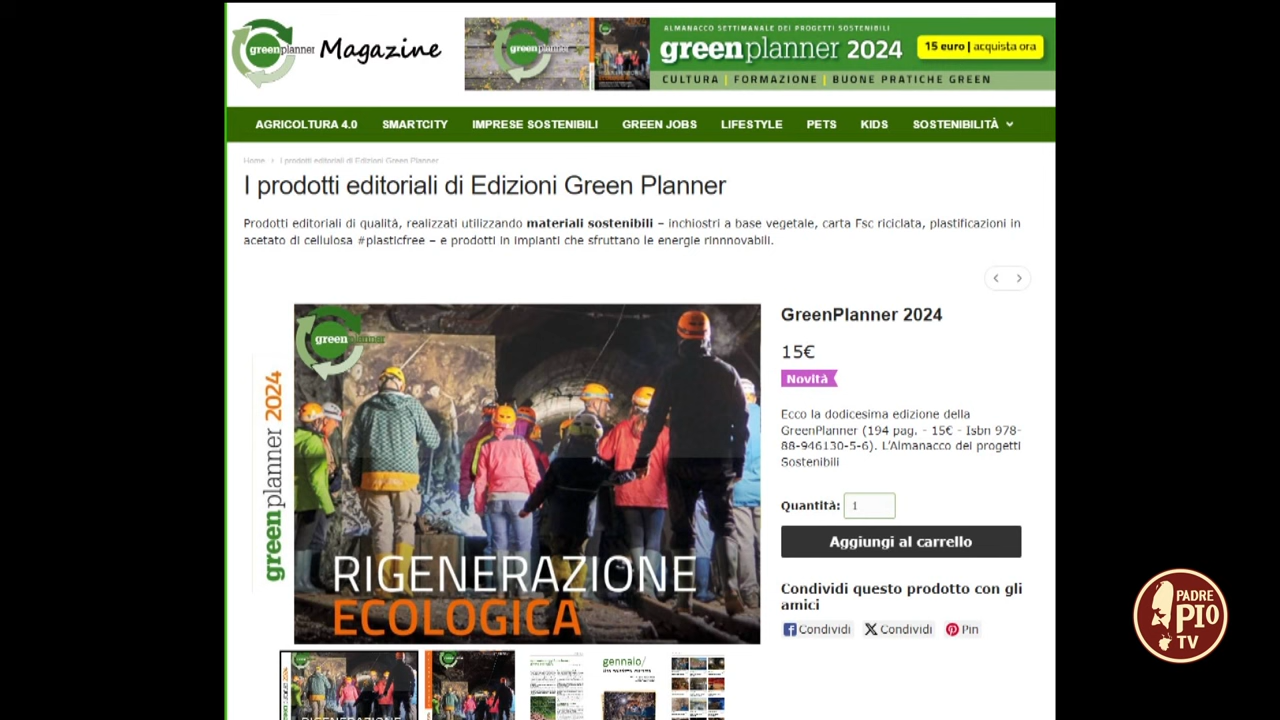 greenplanner Magazine
greenplanner
ALMANACCO SETTIMANALE DEI PROGETTI SOSTENIBILI
greenplanner 2024
15 euro | acquista ora
CULTURA | FORMAZIONE | BUONE PRATICHE GREEN
AGRICOLTURA 4.0 SMARTCITY IMPRESE SOSTENIBILI GREEN JOBS LIFESTYLE PETS KIDS SOSTENIBILITÀ
Home > I prodotti editoriali di Edizioni Green Planner
I prodotti editoriali di Edizioni Green Planner
Prodotti editoriali di qualità, realizzati utilizzando materiali sostenibili – inchiostri a base vegetale, carta Fsc riciclata, plastificazioni in
acetato di cellulosa #plasticfree – e prodotti in impianti che sfruttano le energie rinnnovabili.
greenplanner
greenplanner 2024
RIGENERAZIONE
ECOLOGICA
GreenPlanner 2024
15€
Novità
Ecco la dodicesima edizione della
GreenPlanner (194 pag. - 15€ - Isbn 978-
88-946130-5-6). L'Almanacco dei progetti
Sostenibili
Quantità: 1
Aggiungi al carrello
Condividi questo prodotto con gli
amici
Condividi X Condividi Pin
gennaio/
RIGENERAZIONE
PADRE
PIO
TV